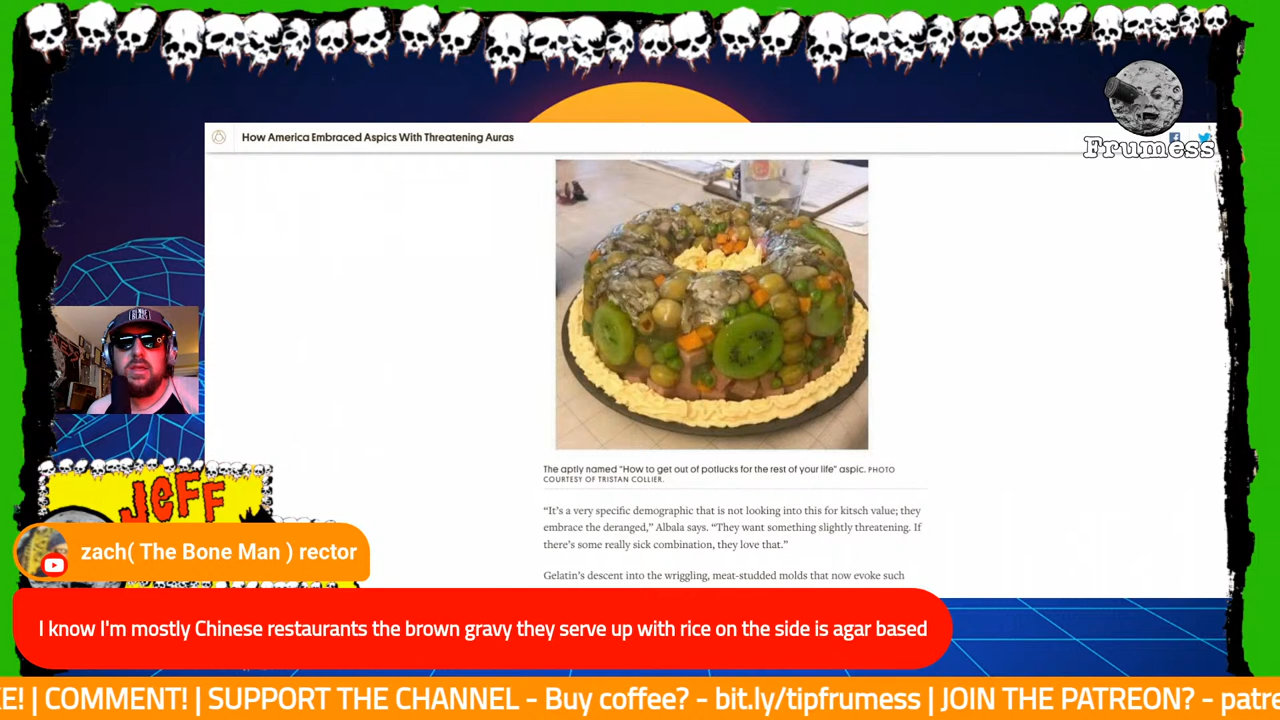 How America Embraced Aspics With Threatening Auras
Frumess
The aptly named "How to get out of potlucks for the rest of your life" aspic. PHOTO
COURTESY OF TRISTAN COLLIER.
“It’s a very specific demographic that is not looking into this for kitsch value; they
embrace the deranged,” Albala says. “They want something slightly threatening. If
there’s some really sick combination, they love that.”
Gelatin’s descent into the wriggling, meat-studded molds that now evoke such
JEFF
zach( The Bone Man ) rector
I know I'm mostly Chinese restaurants the brown gravy they serve up with rice on the side is agar based
KE! | COMMENT! | SUPPORT THE CHANNEL - Buy coffee? - bit.ly/tipfrumess | JOIN THE PATREON? - patre